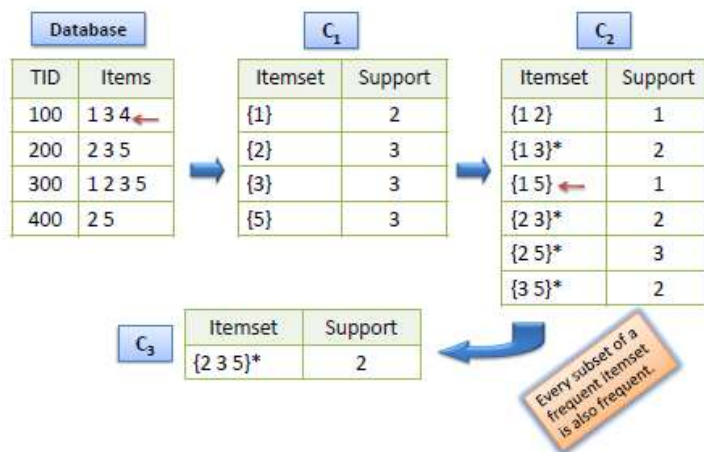 Database
TID Items
100 1 3 4
200 2 3 5
300 1 2 3 5
400 2 5
C1
Itemset Support
{1} 2
{2} 3
{3} 3
{5} 3
C2
Itemset Support
{1 2} 1
{1 3}* 2
{1 5} 1
{2 3}* 2
{2 5}* 3
{3 5}* 2
C3
Itemset Support
{2 3 5}* 2
Every subset of a
frequent itemset
is also frequent.